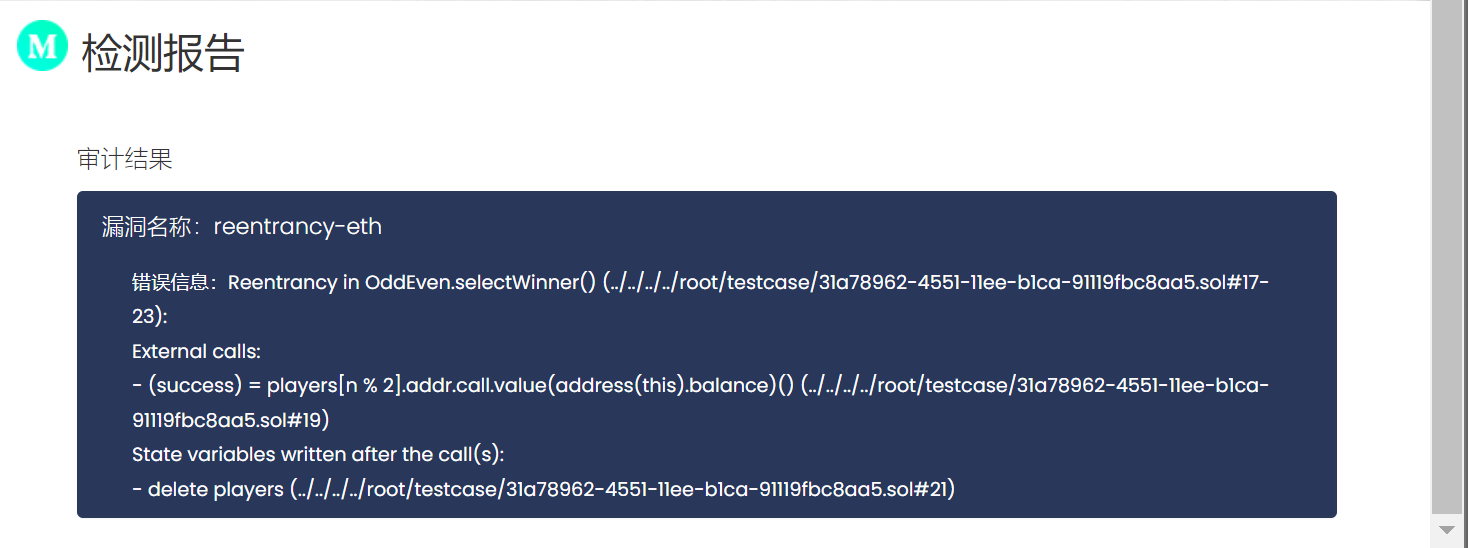 M 检测报告
审计结果
漏洞名称：reentrancy-eth
错误信息：Reentrancy in OddEven.selectWinner() (../../../../root/testcase/31a78962-4551-11ee-b1ca-91119fbc8aa5.sol#17-
23):
External calls:
- (success) = players[n % 2].addr.call.value(address(this).balance)() (../../../../root/testcase/31a78962-4551-11ee-b1ca-
91119fbc8aa5.sol#19)
State variables written after the call(s):
- delete players (../../../../root/testcase/31a78962-4551-11ee-b1ca-91119fbc8aa5.sol#21)